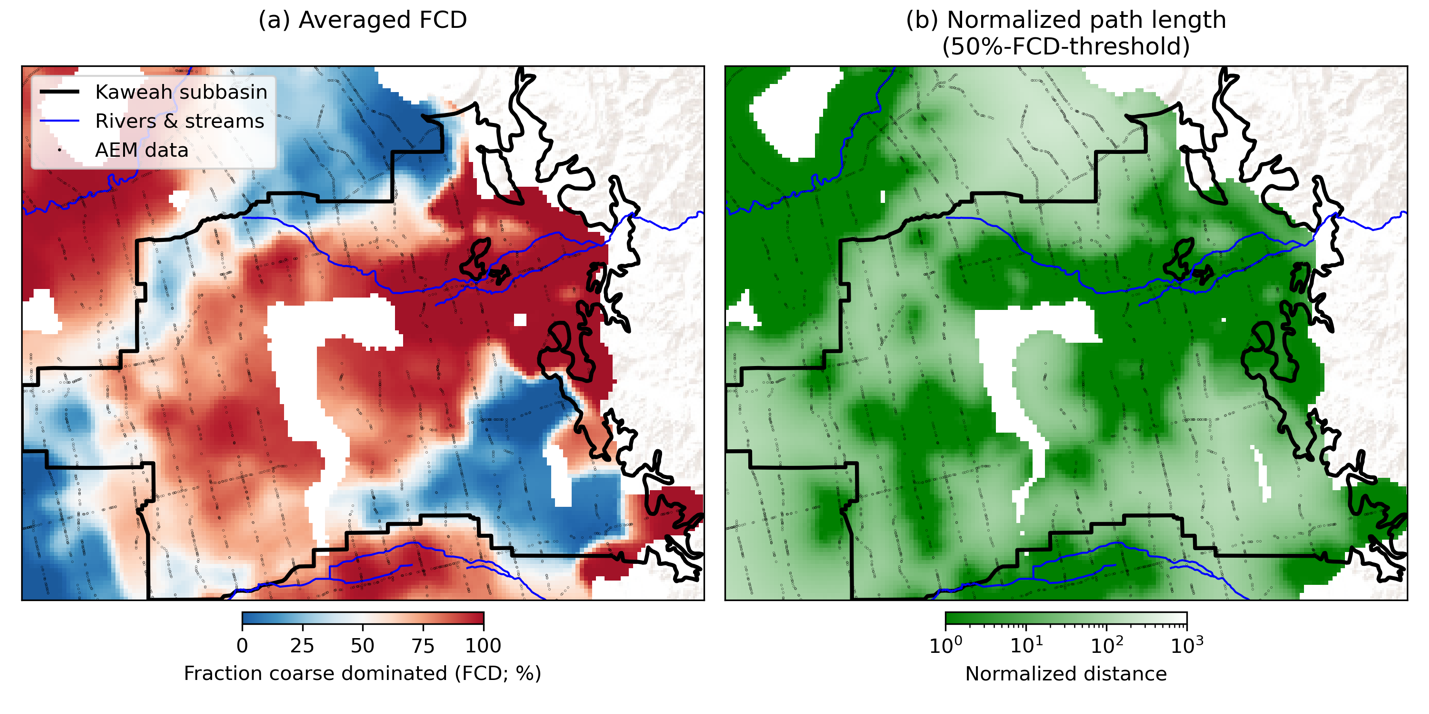 (a) Averaged FCD
(b) Normalized path length
(50%-FCD-threshold)
Kaweah subbasin
Rivers & streams
AEM data
0 25 50 75 100
Fraction coarse dominated (FCD; %)
10⁰ 10¹ 10² 10³
Normalized distance